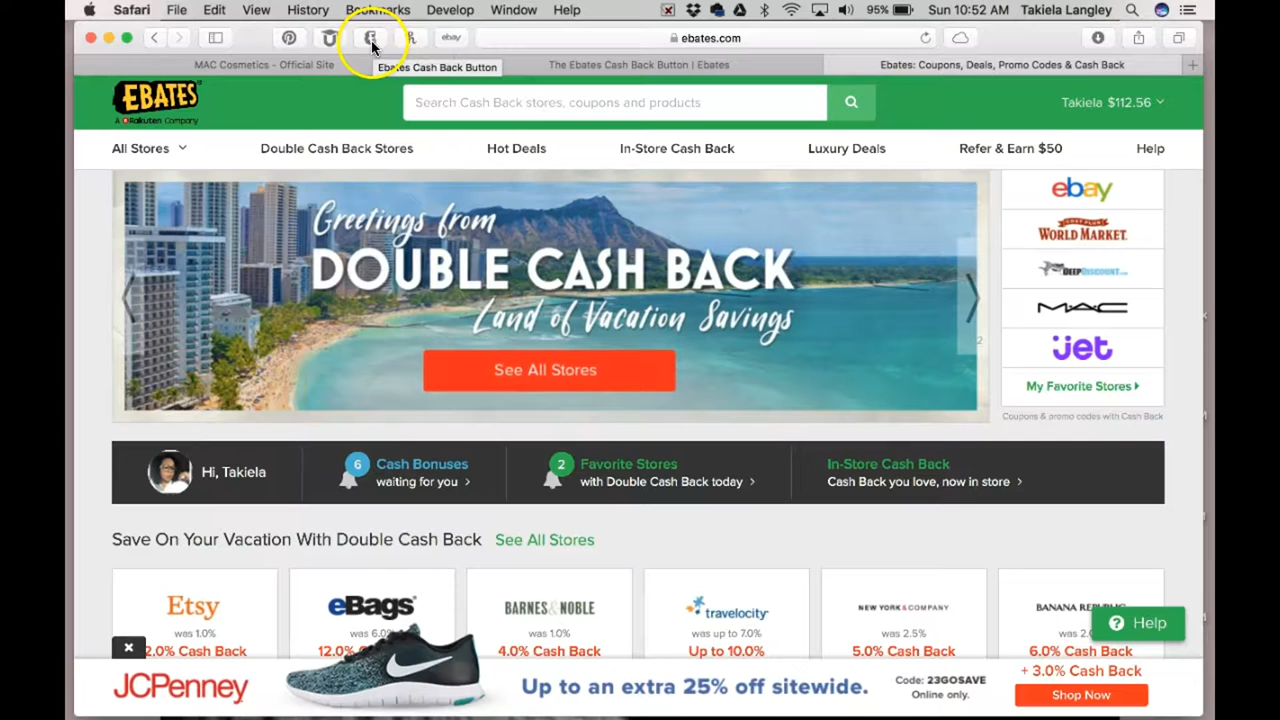 Safari File Edit View History Bookmarks Develop Window Help 95% Sun 10:52 AM Takiela Langley
ebay ebates.com
MAC Cosmetics - Official Site Ebates Cash Back Button The Ebates Cash Back Button | Ebates Ebates: Coupons, Deals, Promo Codes & Cash Back
EBATES
A Rakuten Company
Search Cash Back stores, coupons and products
Takiela $112.56
All Stores Double Cash Back Stores Hot Deals In-Store Cash Back Luxury Deals Refer & Earn $50 Help
Greetings from
DOUBLE CASH BACK
Land of Vacation Savings
See All Stores
ebay
WORLD MARKET.
DEEPDISCOUNT.com
MAC
jet
My Favorite Stores
Coupons & promo codes with Cash Back
Hi, Takiela
6 Cash Bonuses
waiting for you
2 Favorite Stores
with Double Cash Back today
In-Store Cash Back
Cash Back you love, now in store
Save On Your Vacation With Double Cash Back See All Stores
Etsy eBags BARNES&NOBLE travelocity NEW YORK & COMPANY BANANA
was 1.0% was 6.0% was 1.0% was up to 7.0% was 2.5%
2.0% Cash Back 12.0% 4.0% Cash Back Up to 10.0% 5.0% Cash Back 6.0% Cash Back
+ 3.0% Cash Back
Help
JCPenney
Up to an extra 25% off sitewide.
Code: 23GOSAVE
Online only.
Shop Now